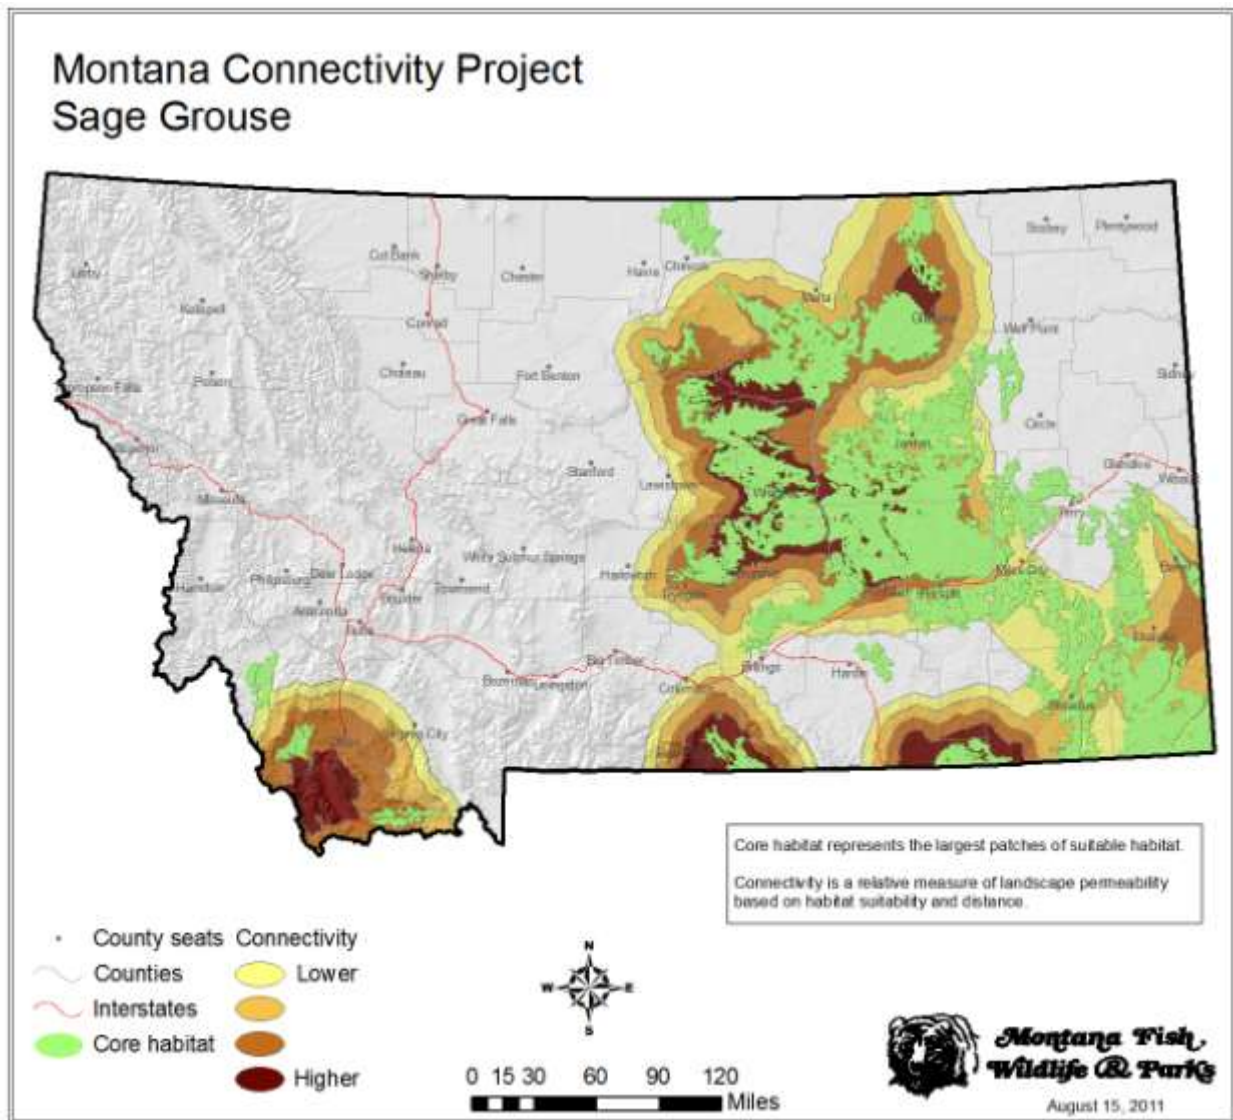 Montana Connectivity Project
Sage Grouse
Scobey
Plentywood
Cut Bank
Shelby
Chester
Havre
Chinook
Libby
Malta
Kalispell
Conrad
Glasgow
Wolf Point
Choteau
Fort Benton
Polson
Sidney
Great Falls
Circle
Jordan
Stanford
Glendive
Lewistown
Missoula
Terry
Helena
White Sulphur Springs
Harlowton
Miles City
Philipsburg
Deer Lodge
Hamilton
Townsend
Boulder
Anaconda
Butte
Big Timber
Billings
Hardin
Bozeman
Livingston
Columbus
Virginia City
Core habitat represents the largest patches of suitable habitat.
Connectivity is a relative measure of landscape permeability
based on habitat suitability and distance.
County seats
Counties
Interstates
Core habitat
Connectivity
Lower
Higher
N
W E
S
0 15 30 60 90 120
Miles
Montana Fish,
Wildlife & Parks
August 15, 2011